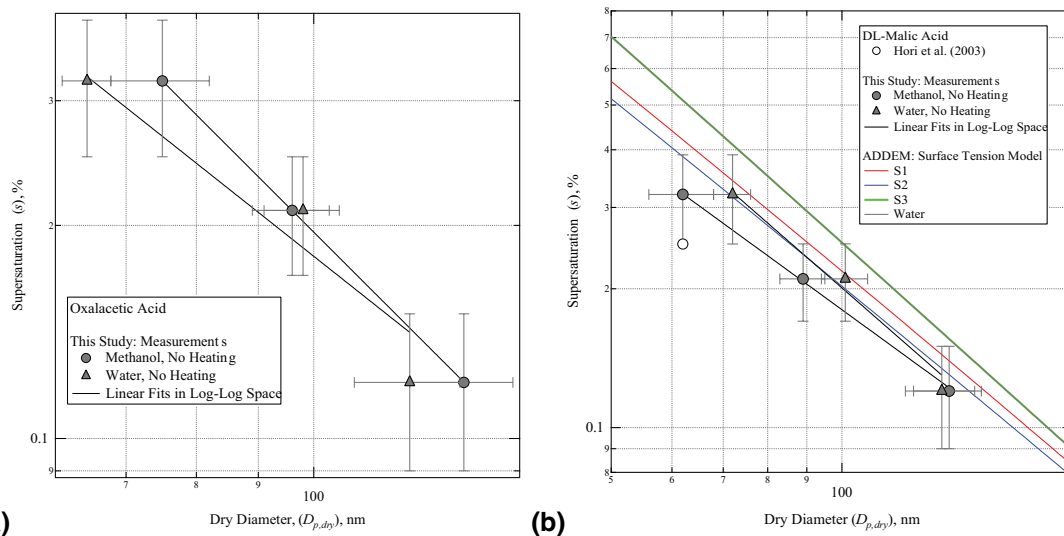 3
2
0.1
9
Supersaturation (s), %
Oxalacetic Acid
This Study: Measurements
Methanol, No Heating
Water, No Heating
Linear Fits in Log-Log Space
7
8
9
100
Dry Diameter, (Dp,dry), nm
)
8
7
6
5
4
3
2
0.1
9
8
Supersaturation (s), %
DL-Malic Acid
Hori et al. (2003)
This Study: Measurements
Methanol, No Heating
Water, No Heating
Linear Fits in Log-Log Space
ADDEM: Surface Tension Model
S1
S2
S3
Water
5
6
7
8
9
100
Dry Diameter (Dp,dry), nm
(b)